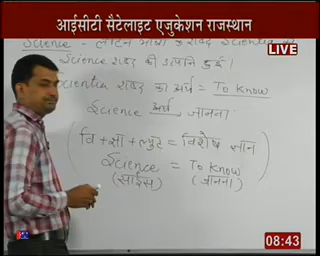 आईसीटी सैटेलाइट एजुकेशन राजस्थान
LIVE
Science - लैटिन भाषा के शब्द Scientia से
Science शब्द की उत्पत्ति हुई।
Scientia शब्द का अर्थ = To Know
Science अर्थ जानना
वि + ज्ञा + ल्युट = विशेष ज्ञान
Science = To Know
(साइंस) (जानना)
08:43